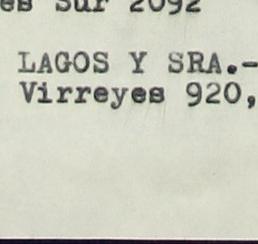 es Sur 2092
LAGOS Y SRA.-
Virreyes 920,